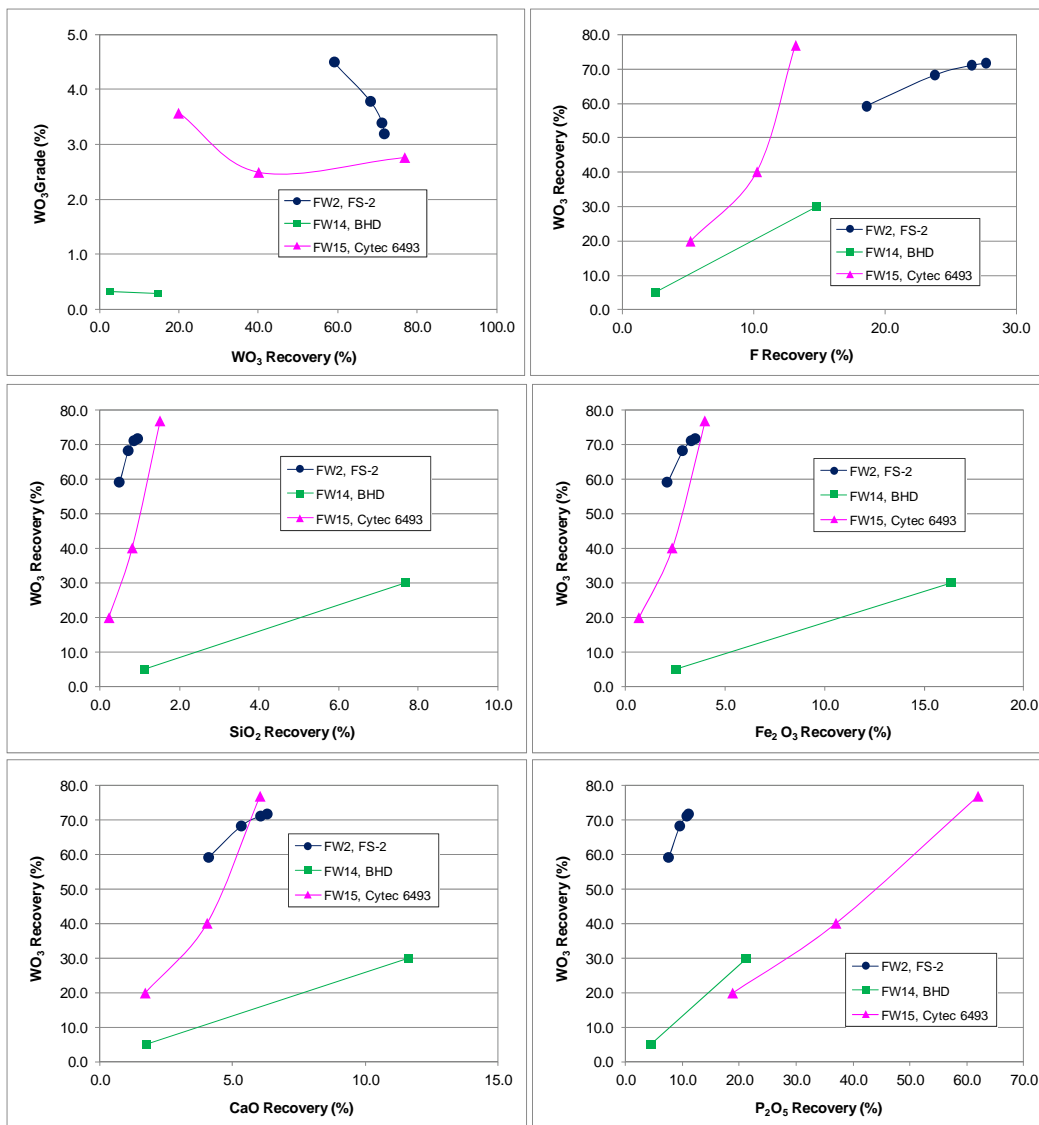 5.0
4.0
3.0
2.0
1.0
0.0
WO₃Grade (%)
FW2, FS-2
FW14, BHD
FW15, Cytec 6493
0.0 20.0 40.0 60.0 80.0 100.0
WO₃ Recovery (%)
80.0
70.0
60.0
50.0
40.0
30.0
20.0
10.0
0.0
WO₃ Recovery (%)
FW2, FS-2
FW14, BHD
FW15, Cytec 6493
0.0 10.0 20.0 30.0
F Recovery (%)
80.0
70.0
60.0
50.0
40.0
30.0
20.0
10.0
0.0
WO₃ Recovery (%)
FW2, FS-2
FW14, BHD
FW15, Cytec 6493
0.0 2.0 4.0 6.0 8.0 10.0
SiO₂ Recovery (%)
80.0
70.0
60.0
50.0
40.0
30.0
20.0
10.0
0.0
WO₃ Recovery (%)
FW2, FS-2
FW14, BHD
FW15, Cytec 6493
0.0 5.0 10.0 15.0 20.0
Fe₂ O₃ Recovery (%)
80.0
70.0
60.0
50.0
40.0
30.0
20.0
10.0
0.0
WO₃ Recovery (%)
FW2, FS-2
FW14, BHD
FW15, Cytec 6493
0.0 5.0 10.0 15.0
CaO Recovery (%)
80.0
70.0
60.0
50.0
40.0
30.0
20.0
10.0
0.0
WO₃ Recovery (%)
FW2, FS-2
FW14, BHD
FW15, Cytec 6493
0.0 10.0 20.0 30.0 40.0 50.0 60.0 70.0
P₂O₅ Recovery (%)